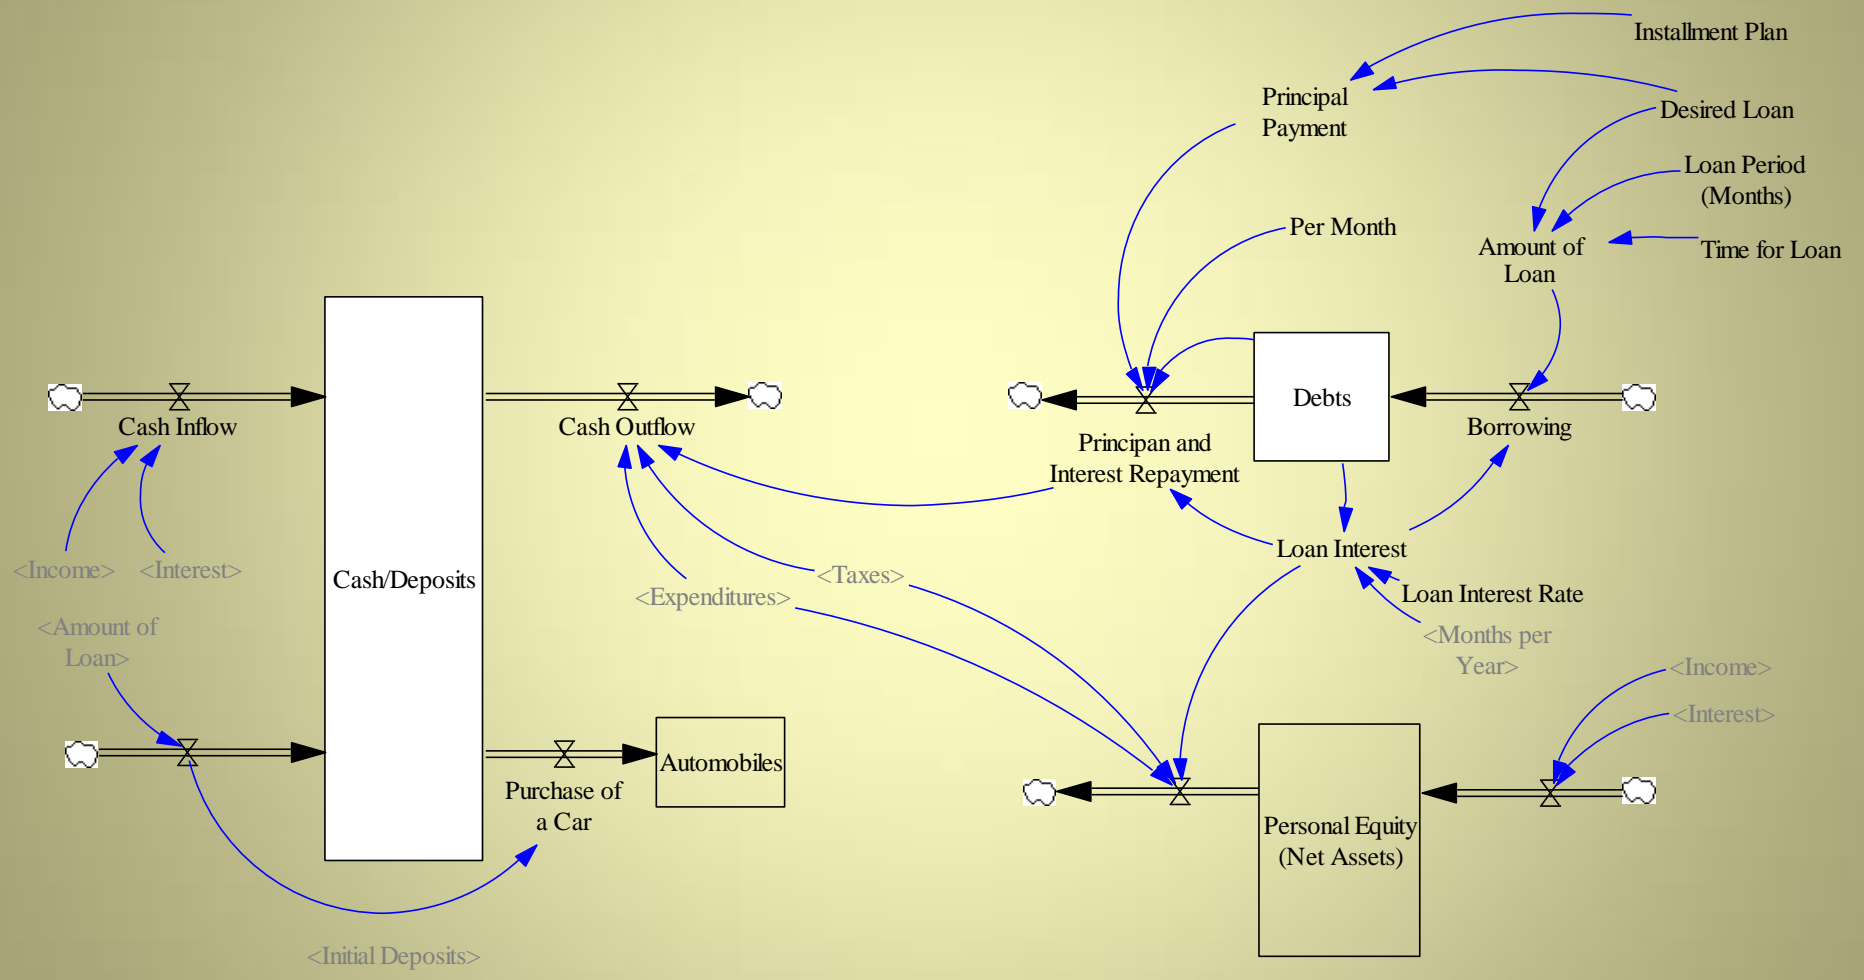 Installment Plan
Principal
Payment
Desired Loan
Loan Period
(Months)
Per Month
Amount of
Loan
Time for Loan
Cash Inflow
Cash Outflow
Debts
Borrowing
Principan and
Interest Repayment
<Income>
<Interest>
Cash/Deposits
<Taxes>
<Expenditures>
Loan Interest
Loan Interest Rate
<Months per
Year>
<Amount of
Loan>
<Income>
<Interest>
Automobiles
Purchase of
a Car
Personal Equity
(Net Assets)
<Initial Deposits>